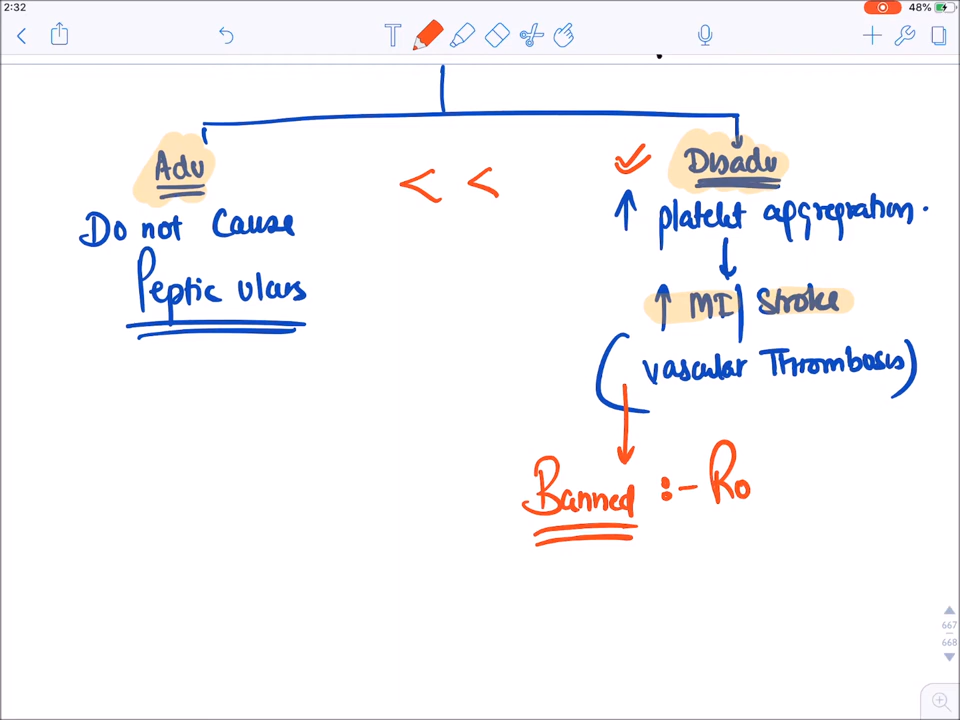 2:32
48%
T
Adv
Do not cause
Peptic ulcers
< <
Disadv
↑ platelet aggregration.
↓
↑ MI | Stroke
(vascular Thrombosis)
↓
Banned :- Ro
667
668